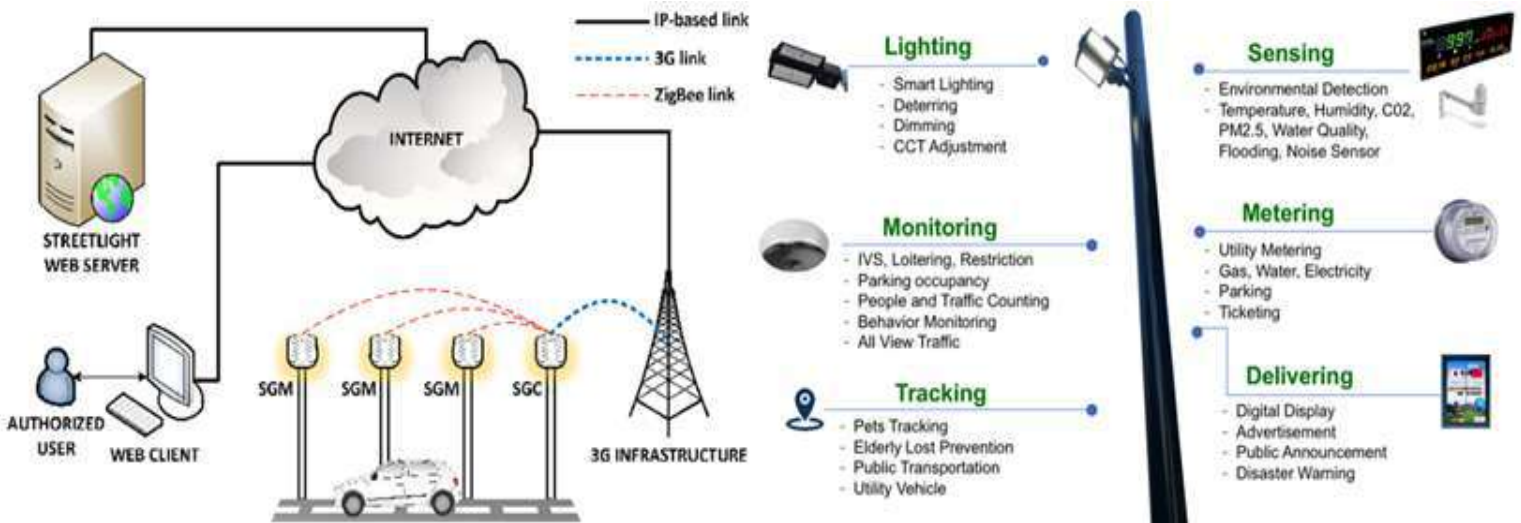 IP-based link
3G link
ZigBee link
INTERNET
STREETLIGHT
WEB SERVER
SGM
SGM
SGM
SGC
AUTHORIZED
USER
WEB CLIENT
3G INFRASTRUCTURE
Lighting
- Smart Lighting
- Deterring
- Dimming
- CCT Adjustment
Monitoring
- IVS, Loitering, Restriction
- Parking occupancy
- People and Traffic Counting
- Behavior Monitoring
- All View Traffic
Tracking
- Pets Tracking
- Elderly Lost Prevention
- Public Transportation
- Utility Vehicle
Sensing
- Environmental Detection
- Temperature, Humidity, C02,
PM2.5, Water Quality,
Flooding, Noise Sensor
Metering
- Utility Metering
- Gas, Water, Electricity
- Parking
- Ticketing
Delivering
- Digital Display
- Advertisement
- Public Announcement
- Disaster Warning